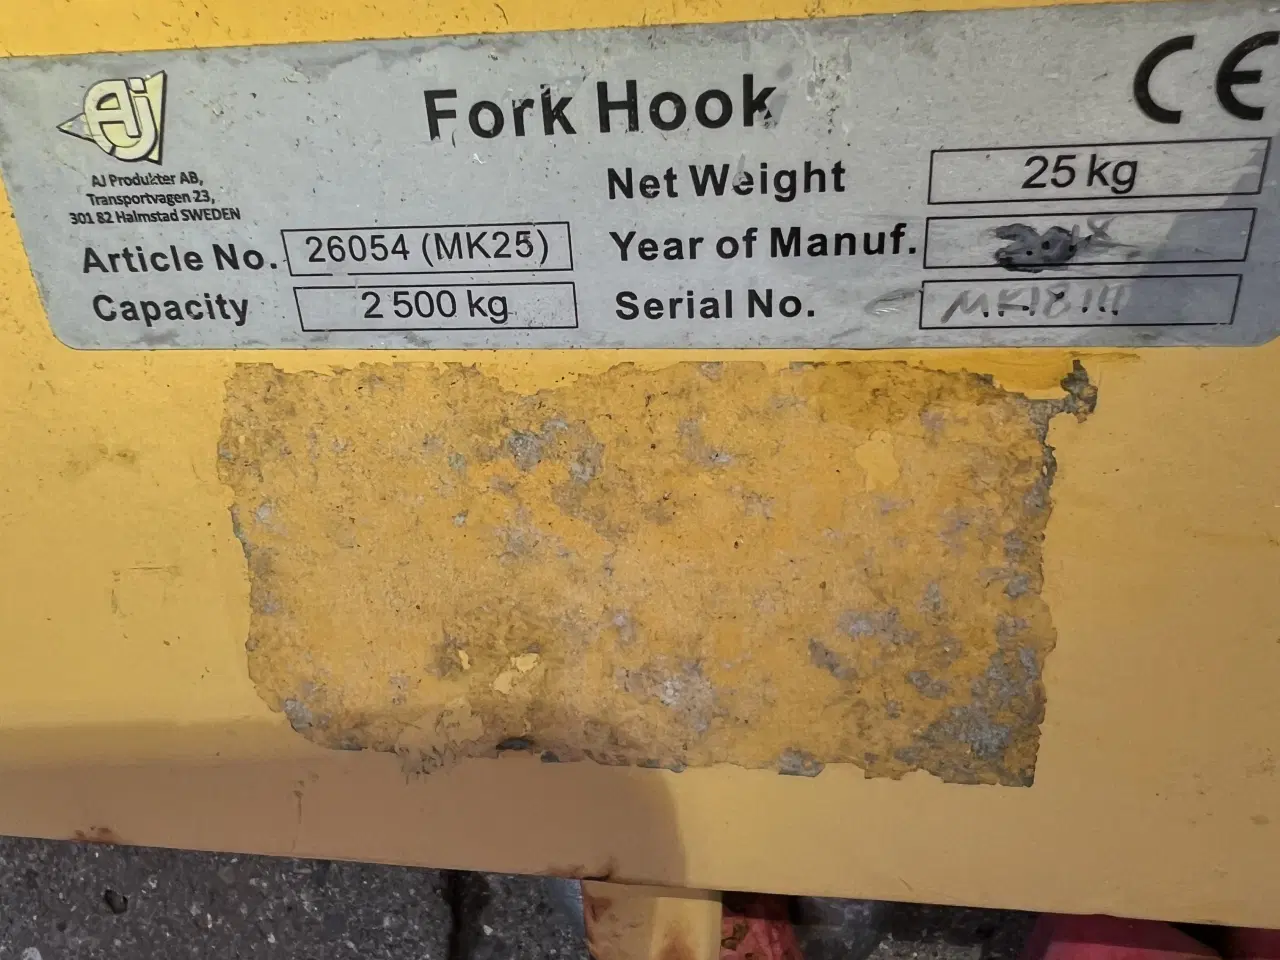 AJ
CE
Fork Hook
AJ Produkter AB,
Transportvagen 23,
301 82 Halmstad SWEDEN
Net Weight 25 kg
Article No. 26054 (MK25) Year of Manuf.
Capacity 2 500 kg Serial No. MK18111